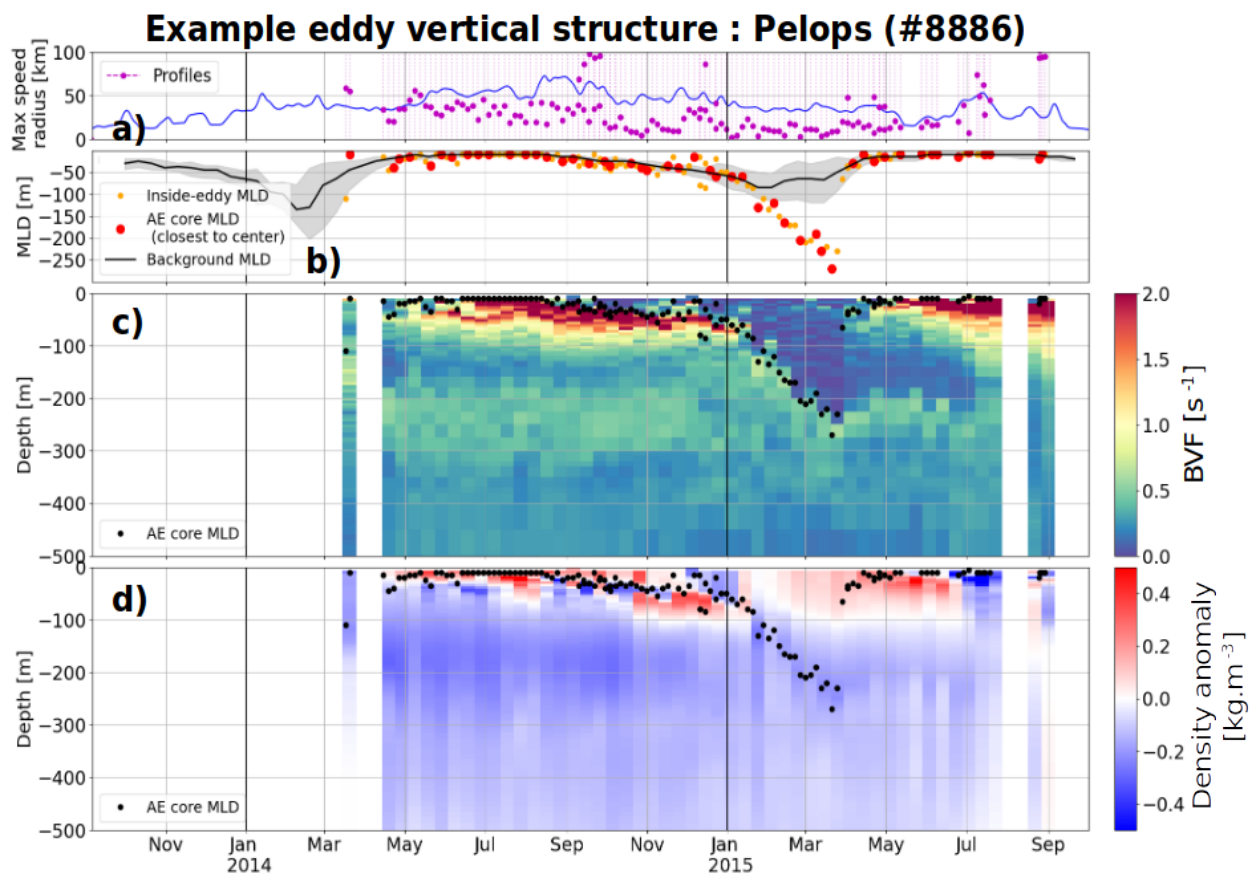 Example eddy vertical structure : Pelops (#8886)
Max speed
radius [km]
100
50
0
Profiles
a)
MLD [m]
−50
−100
−150
−200
−250
Inside-eddy MLD
AE core MLD
(closest to center)
Background MLD
b)
Depth [m]
0
−100
−200
−300
−400
−500
c)
AE core MLD
2.0
1.5
1.0
0.5
0.0
BVF [s⁻¹]
Depth [m]
0
−100
−200
−300
−400
−500
d)
AE core MLD
0.4
0.2
0.0
−0.2
−0.4
Density anomaly
[kg.m⁻³]
Nov Jan Mar May Jul Sep Nov Jan Mar May Jul Sep
2014 2015